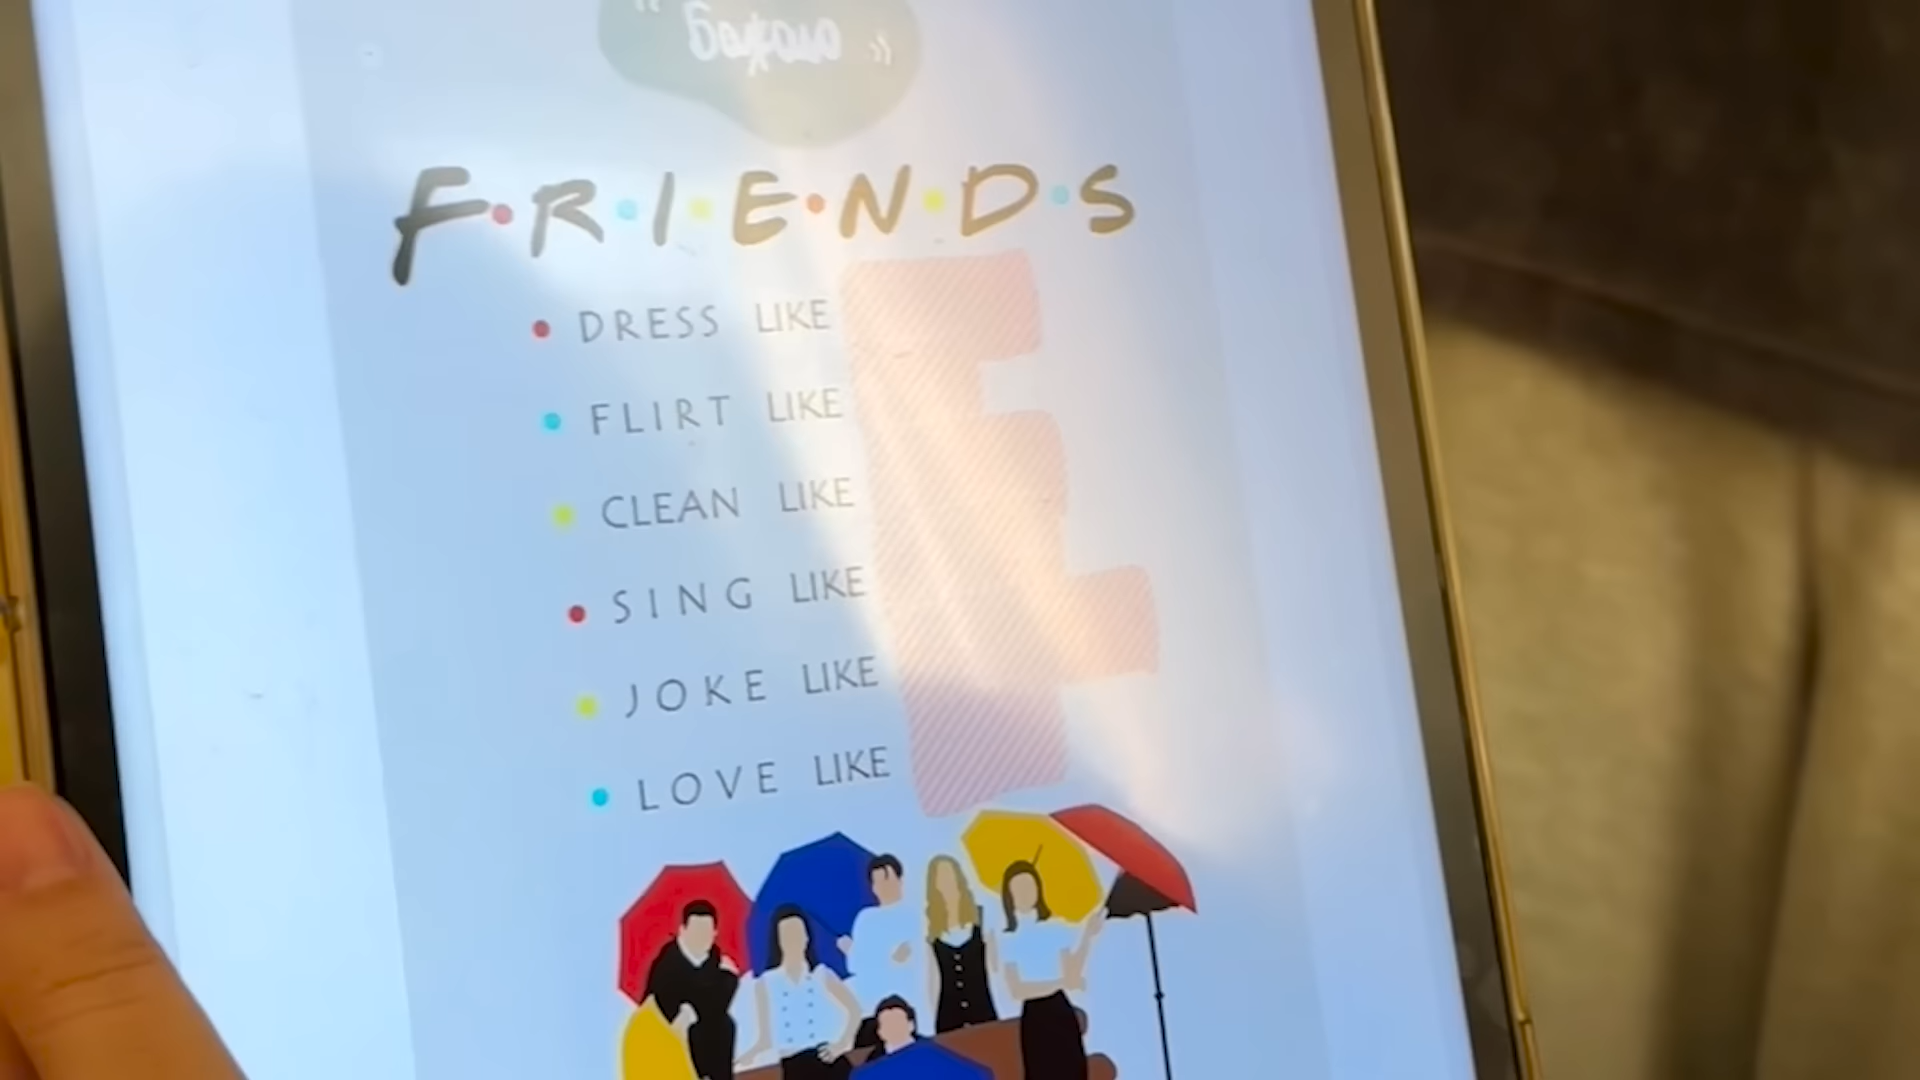 " Бажаю "
F·R·I·E·N·D·S
• DRESS LIKE
• FLIRT LIKE
• CLEAN LIKE
• SING LIKE
• JOKE LIKE
• LOVE LIKE